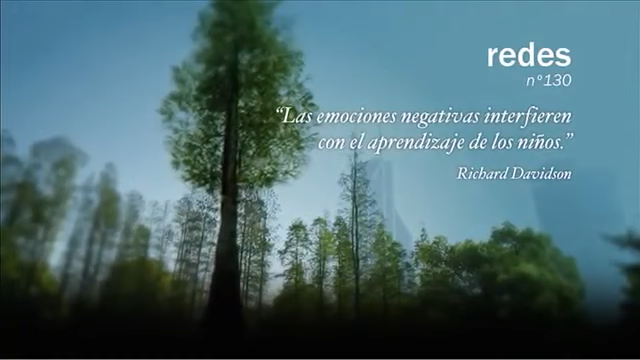 redes
nº130
“Las emociones negativas interfieren
con el aprendizaje de los niños.”
Richard Davidson